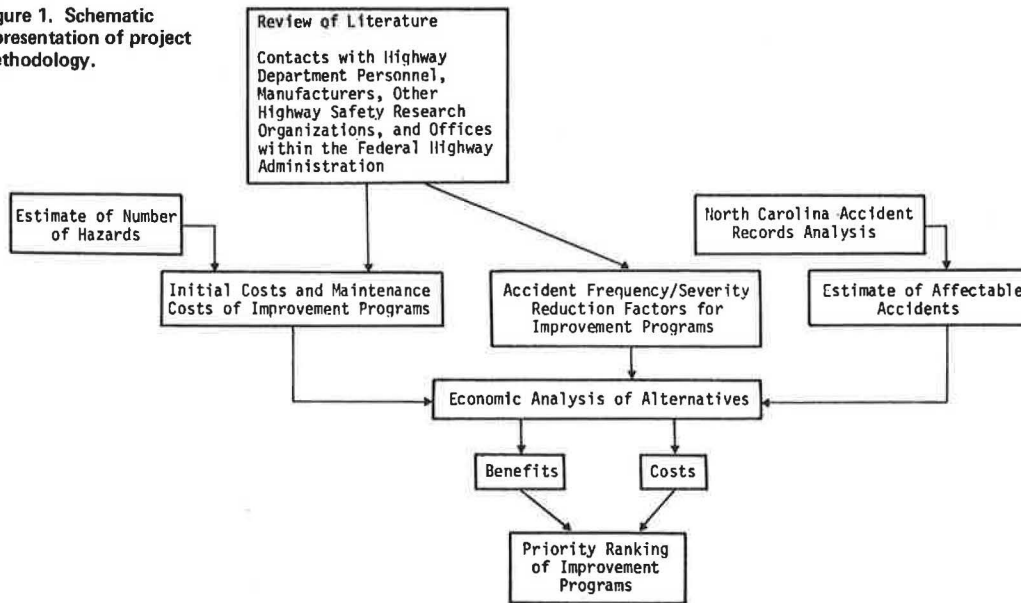 gure 1. Schematic
presentation of project
ethodology.
Review of Literature
Contacts with Highway
Department Personnel,
Manufacturers, Other
Highway Safety Research
Organizations, and Offices
within the Federal Highway
Administration
Estimate of Number
of Hazards
North Carolina Accident
Records Analysis
Initial Costs and Maintenance
Costs of Improvement Programs
Accident Frequency/Severity
Reduction Factors for
Improvement Programs
Estimate of Affectable
Accidents
Economic Analysis of Alternatives
Benefits
Costs
Priority Ranking
of Improvement
Programs